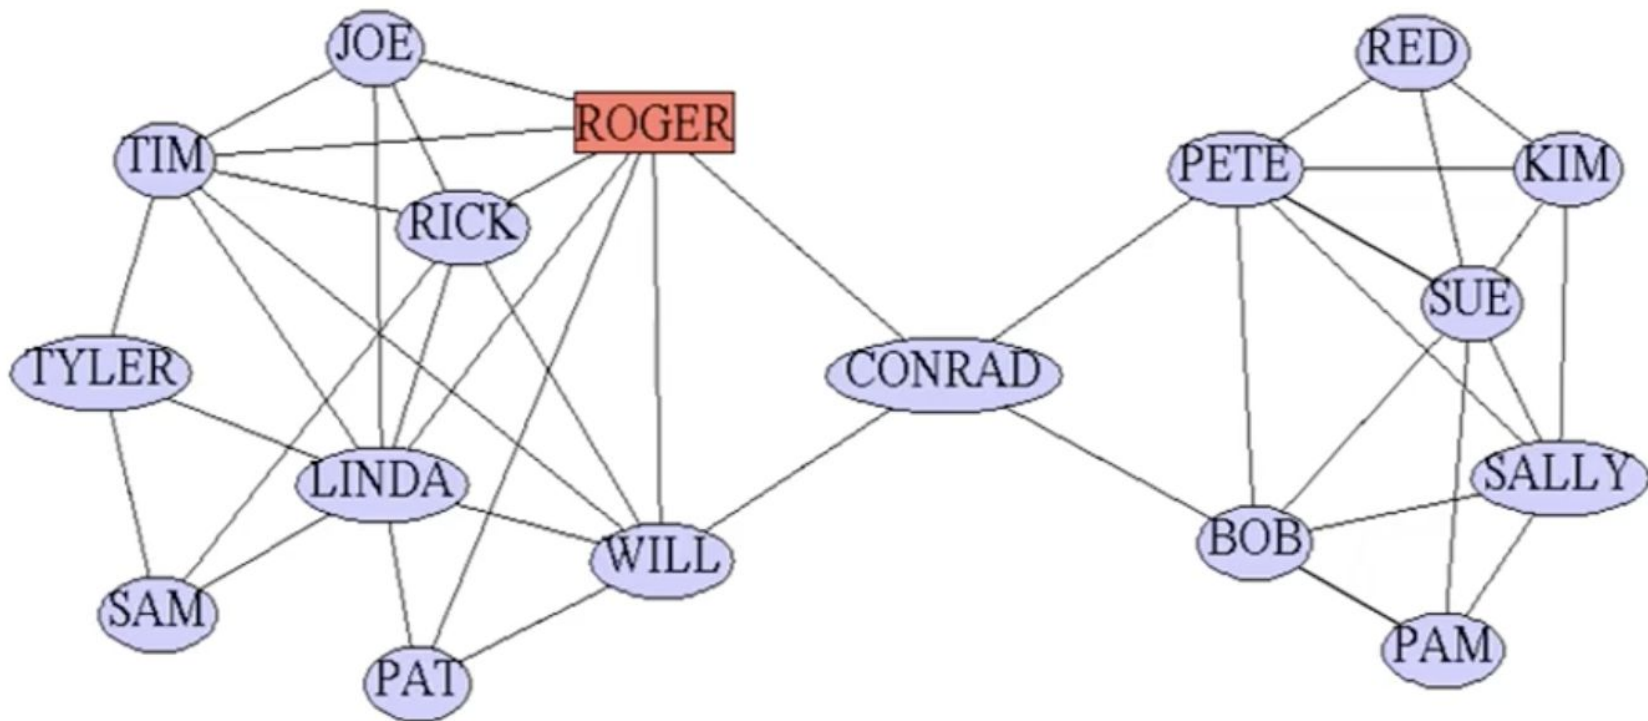 JOE
RED
ROGER
TIM
PETE
KIM
RICK
SUE
TYLER
CONRAD
LINDA
SALLY
BOB
WILL
SAM
PAM
PAT